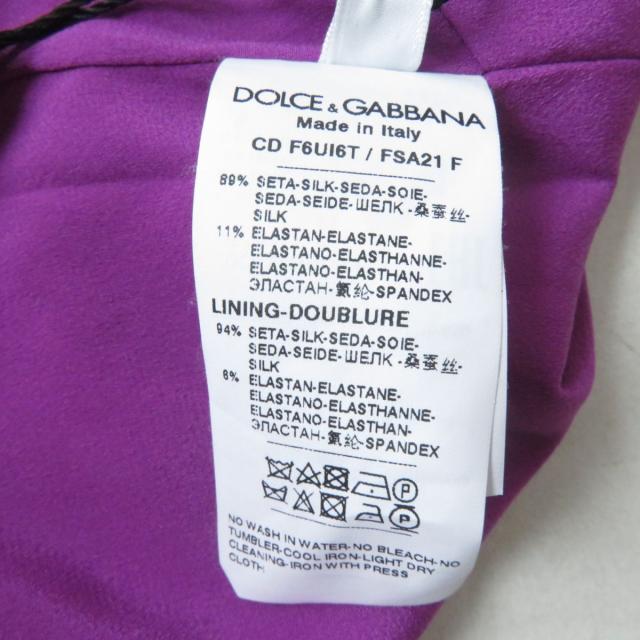 DOLCE & GABBANA
Made in Italy
CD F6UI6T / FSA21 F
89% SETA-SILK-SEDA-SOIE-
SEDA-SEIDE-ШЕЛК-桑蚕丝-
SILK
11% ELASTAN-ELASTANE-
ELASTANO-ELASTHANNE-
ELASTANO-ELASTHAN-
ЭЛАСТАН-氨纶-SPANDEX
LINING-DOUBLURE
94% SETA-SILK-SEDA-SOIE-
SEDA-SEIDE-ШЕЛК-桑蚕丝-
SILK
6% ELASTAN-ELASTANE-
ELASTANO-ELASTHANNE-
ELASTANO-ELASTHAN-
ЭЛАСТАН-氨纶-SPANDEX
P
P
NO WASH IN WATER-NO BLEACH-NO
TUMBLER-COOL IRON-LIGHT DRY
CLEANING-IRON WITH PRESS
CLOTH